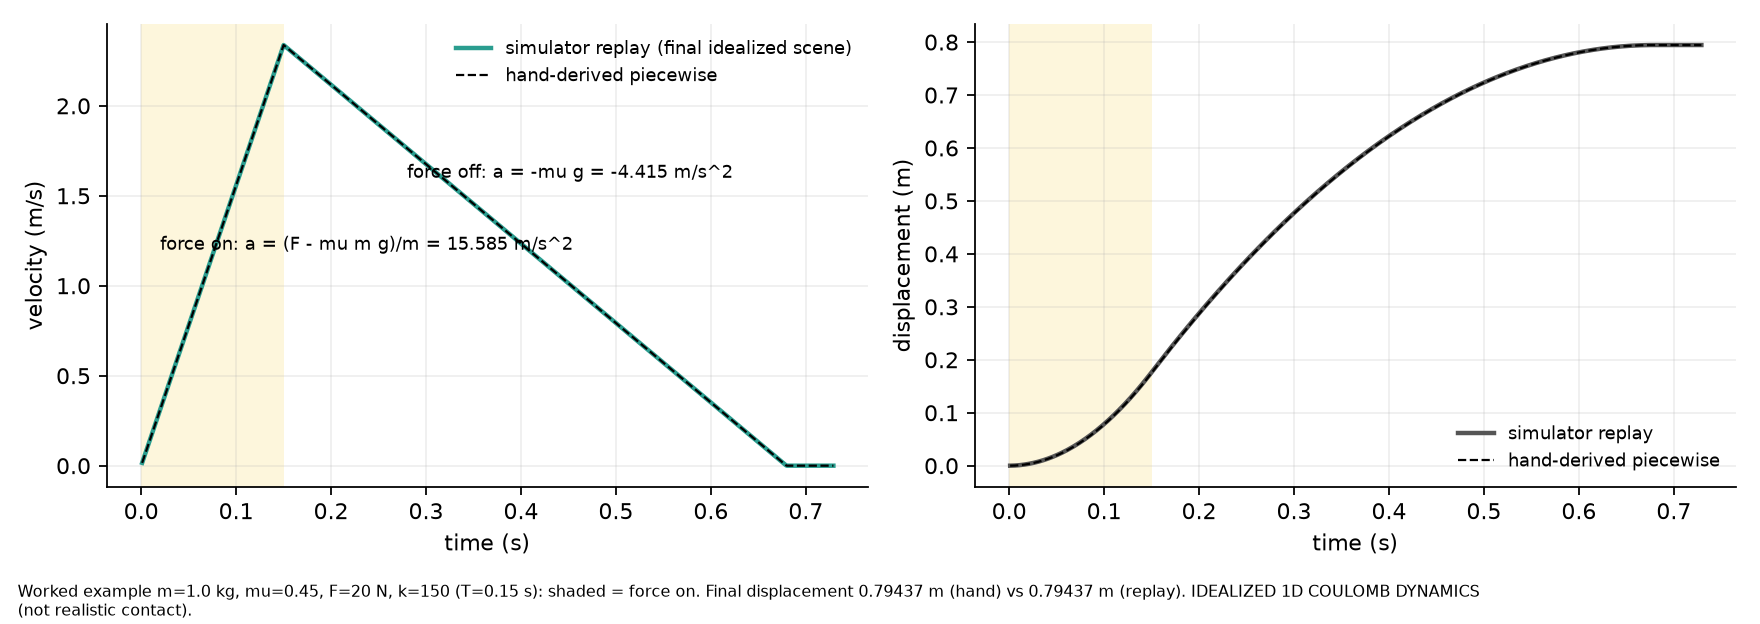 simulator replay (final idealized scene)
hand-derived piecewise
force off: a = -mu g = -4.415 m/s^2
force on: a = (F - mu m g)/m = 15.585 m/s^2
velocity (m/s)
2.0
1.5
1.0
0.5
0.0
0.0 0.1 0.2 0.3 0.4 0.5 0.6 0.7
time (s)
displacement (m)
0.8
0.7
0.6
0.5
0.4
0.3
0.2
0.1
0.0
simulator replay
hand-derived piecewise
0.0 0.1 0.2 0.3 0.4 0.5 0.6 0.7
time (s)
Worked example m=1.0 kg, mu=0.45, F=20 N, k=150 (T=0.15 s): shaded = force on. Final displacement 0.79437 m (hand) vs 0.79437 m (replay). IDEALIZED 1D COULOMB DYNAMICS
(not realistic contact).